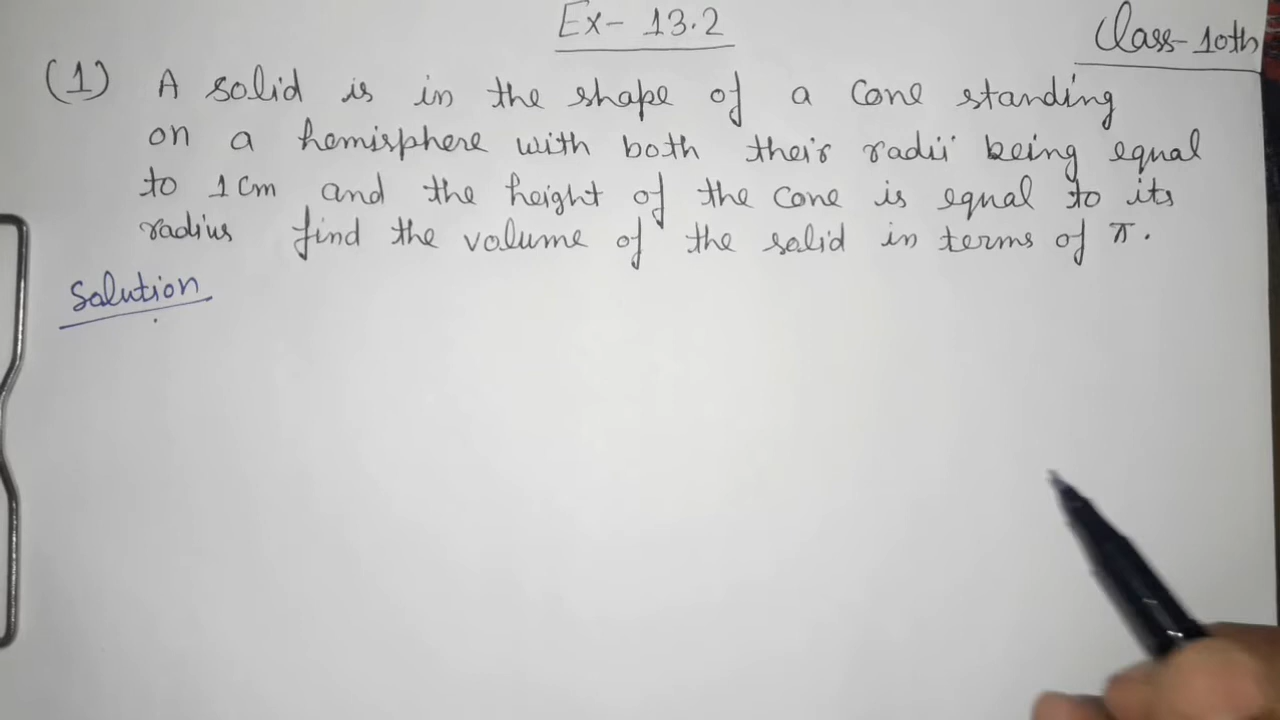 Ex- 13.2
Class- 10th
(1) A solid is in the shape of a cone standing
on a hemisphere with both their radii being equal
to 1 cm and the height of the cone is equal to its
radius find the volume of the solid in terms of π.
Solution